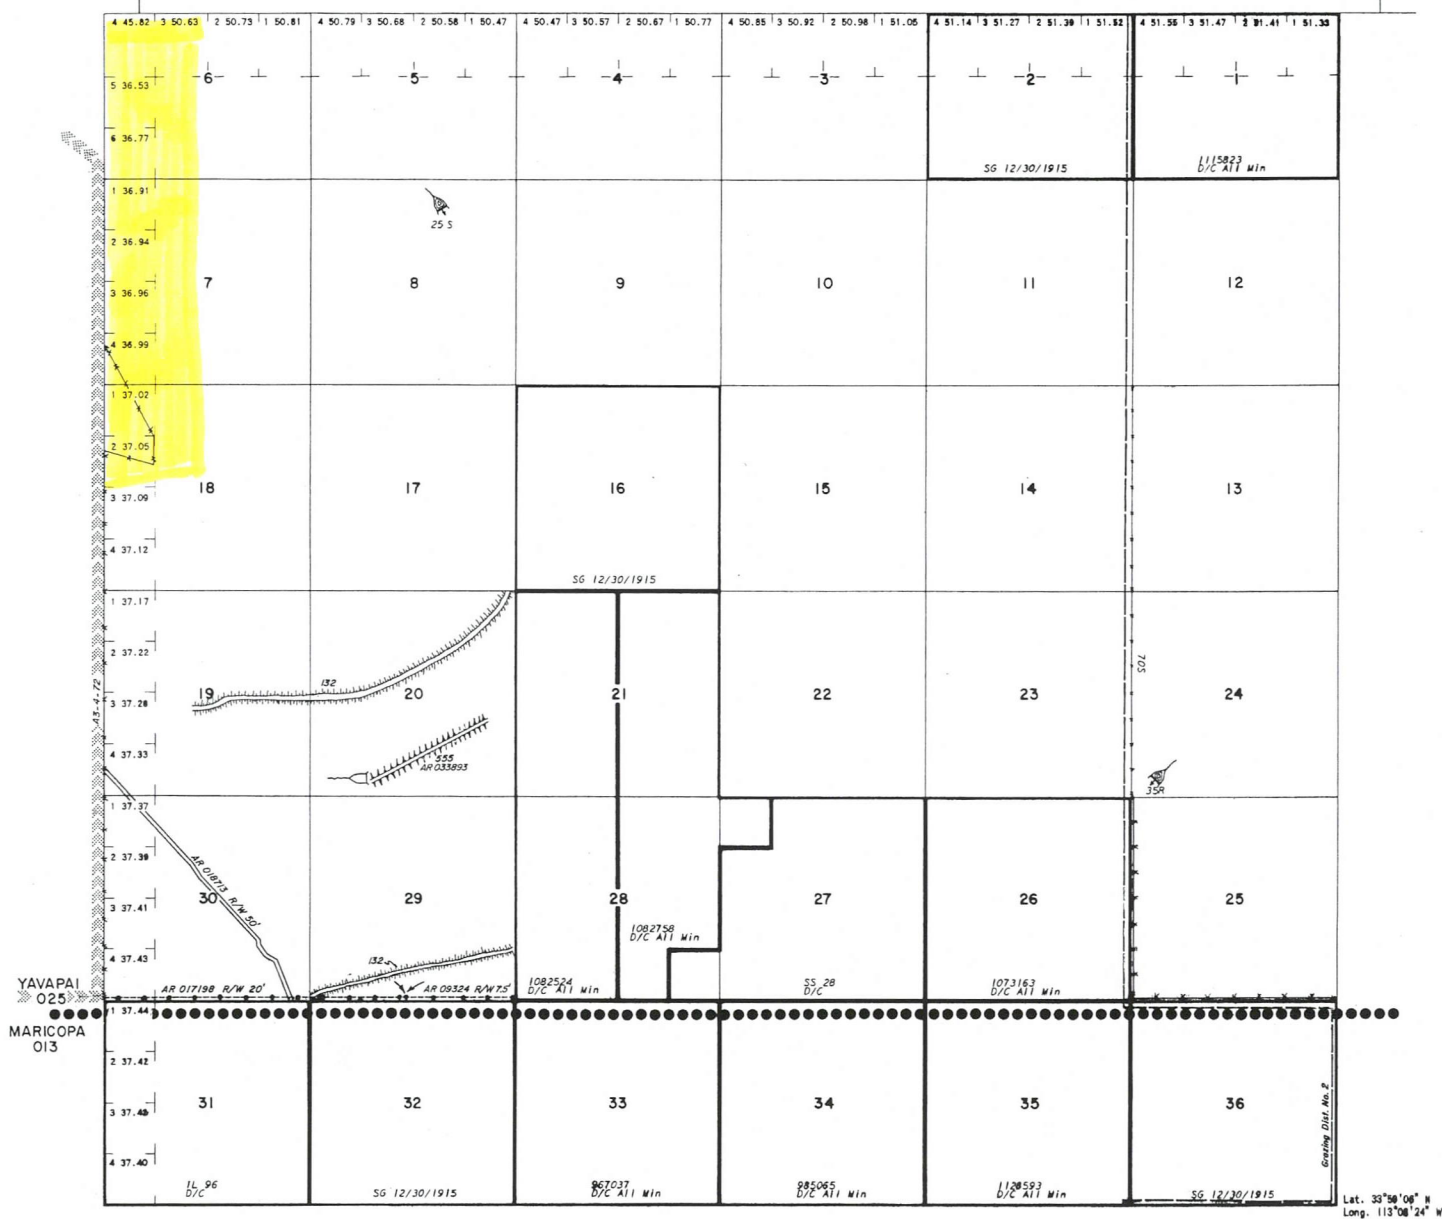 4 45.82 3 50.63 2 50.73 1 50.81 4 50.79 3 50.68 2 50.58 1 50.47 4 50.47 3 50.57 2 50.67 1 50.77 4 50.85 3 50.92 2 50.98 1 51.05 4 51.14 3 51.27 2 51.39 1 51.52 4 51.55 3 51.47 2 51.41 1 51.33
6 5 4 3 2 1
5 36.53
6 36.77
1115823
SG 12/30/1915 D/C All Min
1 36.91
25 S
2 36.94
7 8 9 10 11 12
3 36.96
4 36.99
1 37.02
2 37.05
18 17 16 15 14 13
3 37.09
4 37.12
SG 12/30/1915
1 37.17
2 37.22
70S
132
19 20 21 22 23 24
3 37.28
A3-4-72
4 37.33
555
AR 033893
35R
1 37.37
2 37.39
AR 018713 R/W 50'
30 29 28 27 26 25
3 37.41
1082758
D/C All Min
4 37.43
132
YAVAPAI
025
AR 017198 R/W 20' AR 09324 R/W 7.5'
1082524
D/C All Min
SS 28
D/C
1073163
D/C All Min
1 37.44
MARICOPA
013
2 37.42
31 32 33 34 35 36
3 37.42
Grazing Dist. No. 2
4 37.40
IL 96
D/C
SG 12/30/1915
967037
D/C All Min
985065
D/C All Min
1128593
D/C All Min
SG 12/30/1915
Lat. N
Long. 113°08'24" W